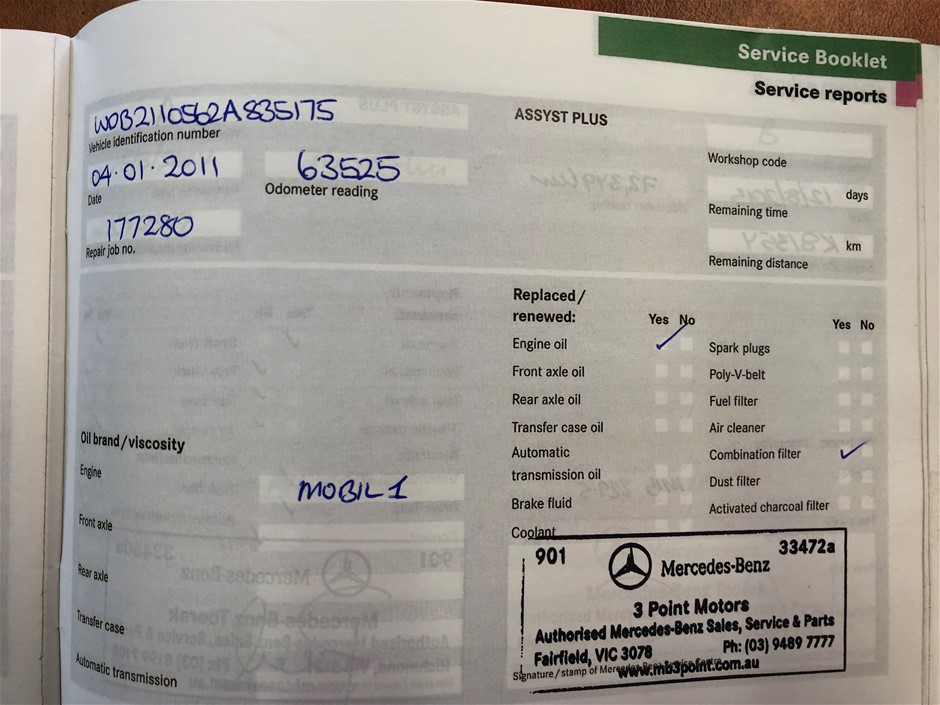 Service Booklet
Service reports
WDB2110562A835175
Vehicle identification number
04·01·2011
Date
63525
Odometer reading
177280
Repair job no.
ASSYST PLUS
Workshop code
days
Remaining time
km
Remaining distance
Oil brand/viscosity
Engine
MOBIL 1
Front axle
Rear axle
Transfer case
Automatic transmission
Replaced/
renewed:
Yes No
Engine oil
Front axle oil
Rear axle oil
Transfer case oil
Automatic
transmission oil
Brake fluid
Coolant
Yes No
Spark plugs
Poly-V-belt
Fuel filter
Air cleaner
Combination filter
Dust filter
Activated charcoal filter
901
33472a
Mercedes-Benz
3 Point Motors
Authorised Mercedes-Benz Sales, Service & Parts
Fairfield, VIC 3078 Ph: (03) 9489 7777
www.mb3point.com.au
Signature/stamp of Mercedes-Benz